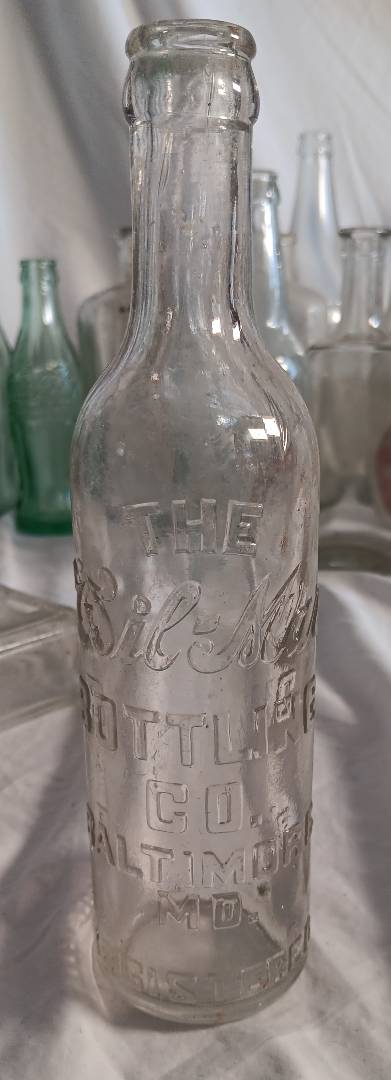 THE
BOTTLING
CO.
BALTIMORE
MD.
REGISTERED